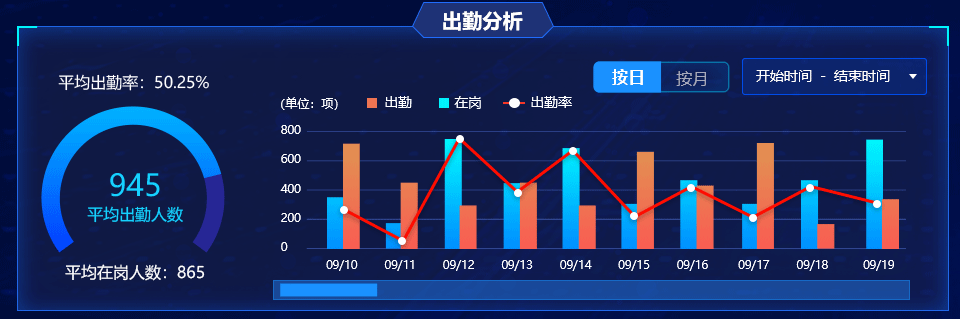 出勤分析
平均出勤率：50.25%
按日 按月 开始时间 - 结束时间
(单位：项) 出勤 在岗 出勤率
800
600
400
200
0
945
平均出勤人数
平均在岗人数：865
09/10 09/11 09/12 09/13 09/14 09/15 09/16 09/17 09/18 09/19